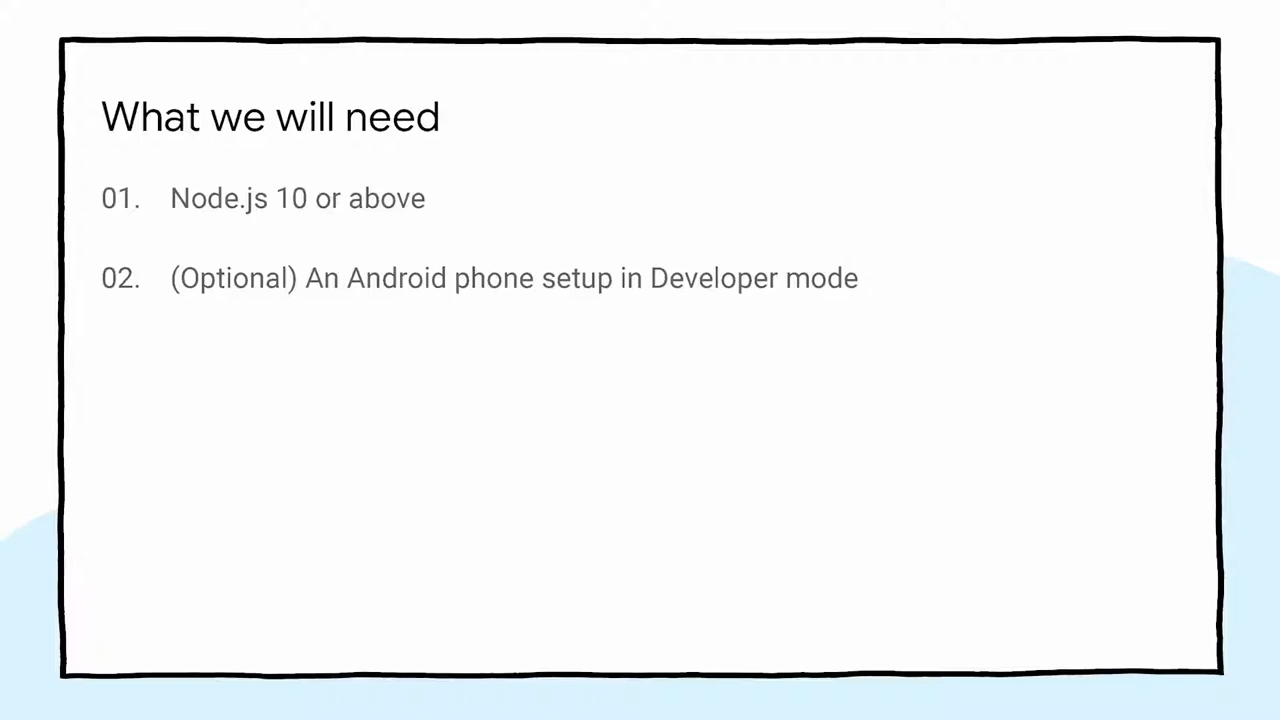 What we will need
01. Node.js 10 or above
02. (Optional) An Android phone setup in Developer mode